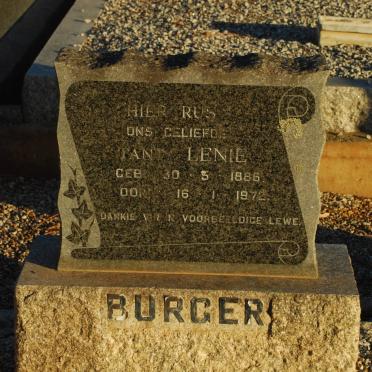 HIER RUS
ONS GELIEFDE
TANT LENIE
GEB. 30 - 5 - 1886
OORL. 16 - 1 - 1972
DANKIE VIR 'N VOORBEELDIGE LEWE
BURGER